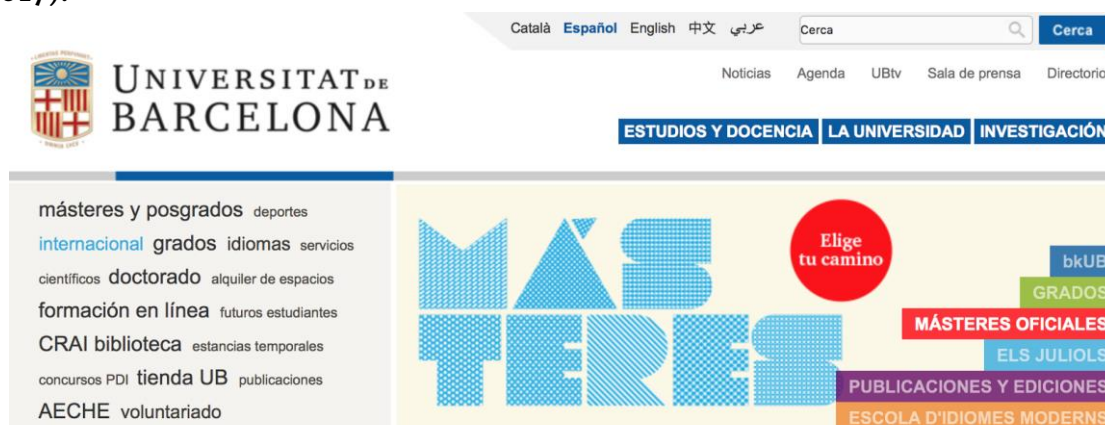 Català Español English 中文 عربي Cerca Cerca
UNIVERSITAT DE
BARCELONA
Noticias Agenda UBtv Sala de prensa Directorio
ESTUDIOS Y DOCENCIA LA UNIVERSIDAD INVESTIGACIÓN
másteres y posgrados deportes
internacional grados idiomas servicios
científicos doctorado alquiler de espacios
formación en línea futuros estudiantes
CRAI biblioteca estancias temporales
concursos PDI tienda UB publicaciones
AECHE voluntariado
MÁS
TERES
Elige
tu camino
bkUB
GRADOS
MÁSTERES OFICIALES
ELS JULIOLS
PUBLICACIONES Y EDICIONES
ESCOLA D'IDIOMES MODERNS